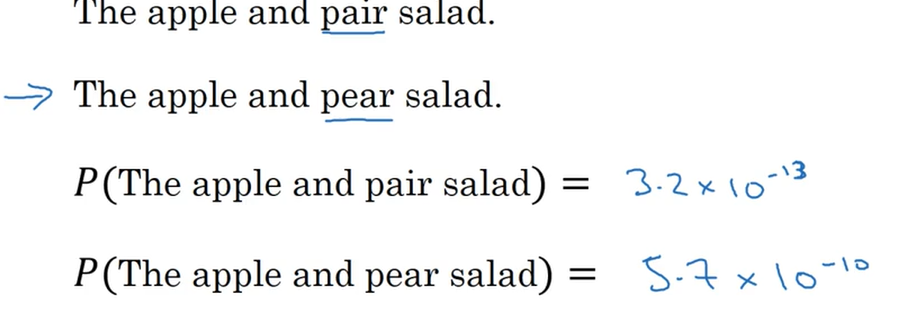 The apple and pair salad.
→ The apple and pear salad.
P(The apple and pair salad) = 3.2 × 10⁻¹³
P(The apple and pear salad) = 5.7 × 10⁻¹⁰